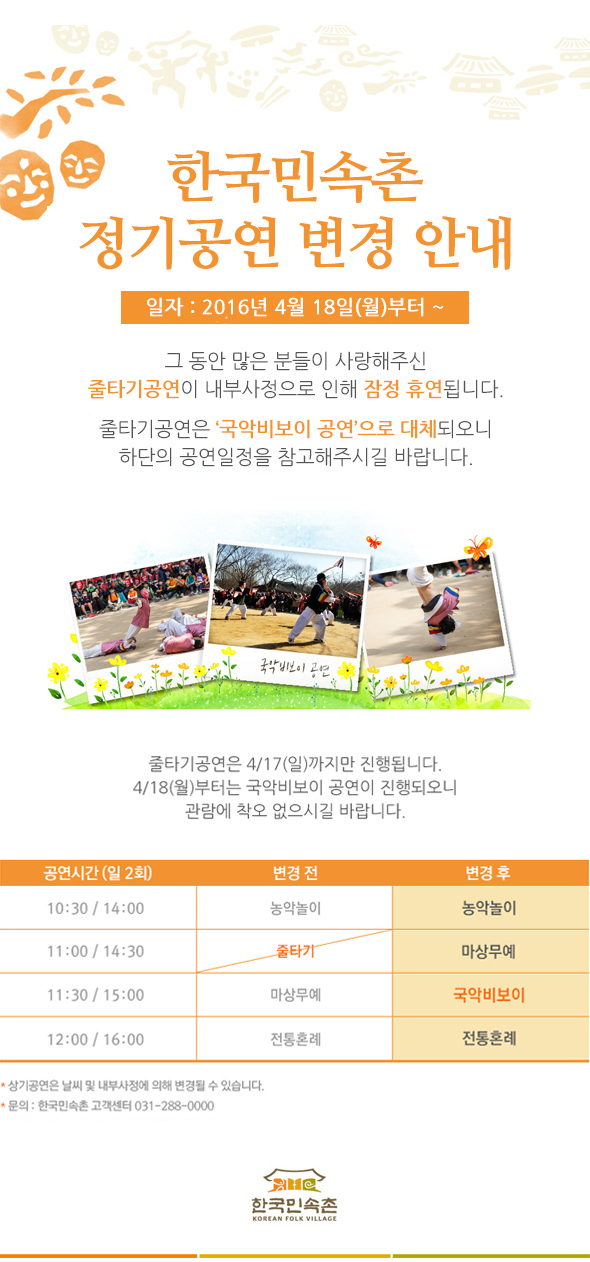 한국민속촌
정기공연 변경 안내
일자 : 2016년 4월 18일(월)부터 ~
그 동안 많은 분들이 사랑해주신
줄타기공연이 내부사정으로 인해 잠정 휴연됩니다.
줄타기공연은 ‘국악비보이 공연’으로 대체되오니
하단의 공연일정을 참고해주시길 바랍니다.
국악비보이 공연
줄타기공연은 4/17(일)까지만 진행됩니다.
4/18(월)부터는 국악비보이 공연이 진행되오니
관람에 착오 없으시길 바랍니다.
공연시간 (일 2회) 변경 전 변경 후
10:30 / 14:00 농악놀이 농악놀이
11:00 / 14:30 줄타기 마상무예
11:30 / 15:00 마상무예 국악비보이
12:00 / 16:00 전통혼례 전통혼례
* 상기공연은 날씨 및 내부사정에 의해 변경될 수 있습니다.
* 문의 : 한국민속촌 고객센터 031-288-0000
한국민속촌
KOREAN FOLK VILLAGE